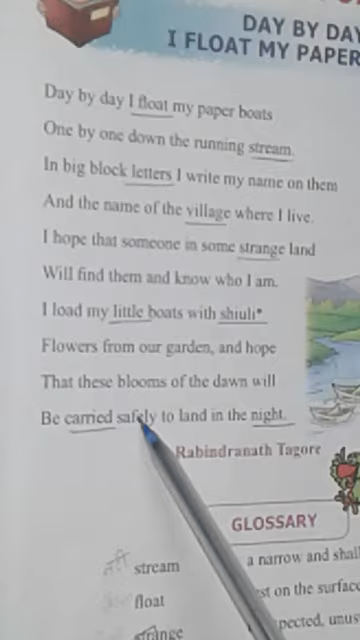 DAY BY DAY
I FLOAT MY PAPER
Day by day I float my paper boats
One by one down the running stream.
In big block letters I write my name on them
And the name of the village where I live.
I hope that someone in some strange land
Will find them and know who I am.
I load my little boats with shiuli*
Flowers from our garden, and hope
That these blooms of the dawn will
Be carried safely to land in the night.
Rabindranath Tagore
GLOSSARY
stream a narrow and shal
float on the surface
strange pected, unus